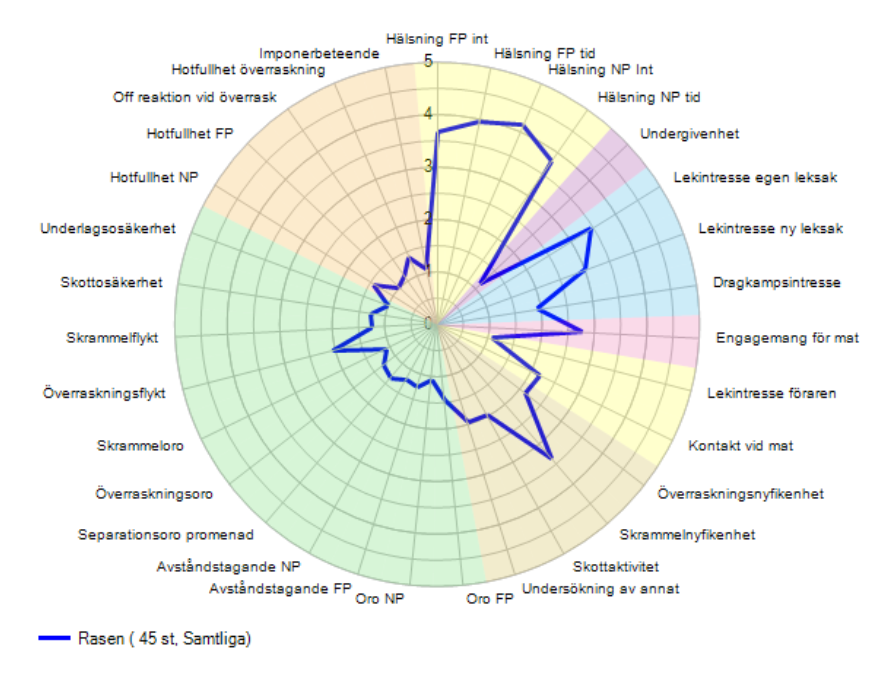 Hälsning FP int
Hälsning FP tid
Hälsning NP Int
Hälsning NP tid
Undergivenhet
Lekintresse egen leksak
Lekintresse ny leksak
Dragkampsintresse
Engagemang för mat
Lekintresse föraren
Kontakt vid mat
Överraskningsnyfikenhet
Skrammelnyfikenhet
Skottaktivitet
Undersökning av annat
Oro FP
Oro NP
Avståndstagande FP
Avståndstagande NP
Separationsoro promenad
Överraskningsoro
Skrammeloro
Överraskningsflykt
Skrammelflykt
Skottosäkerhet
Underlagsosäkerhet
Hotfullhet NP
Hotfullhet FP
Off reaktion vid överrask
Hotfullhet överraskning
Imponerbeteende
5
4
3
2
1
0
Rasen ( 45 st, Samtliga)